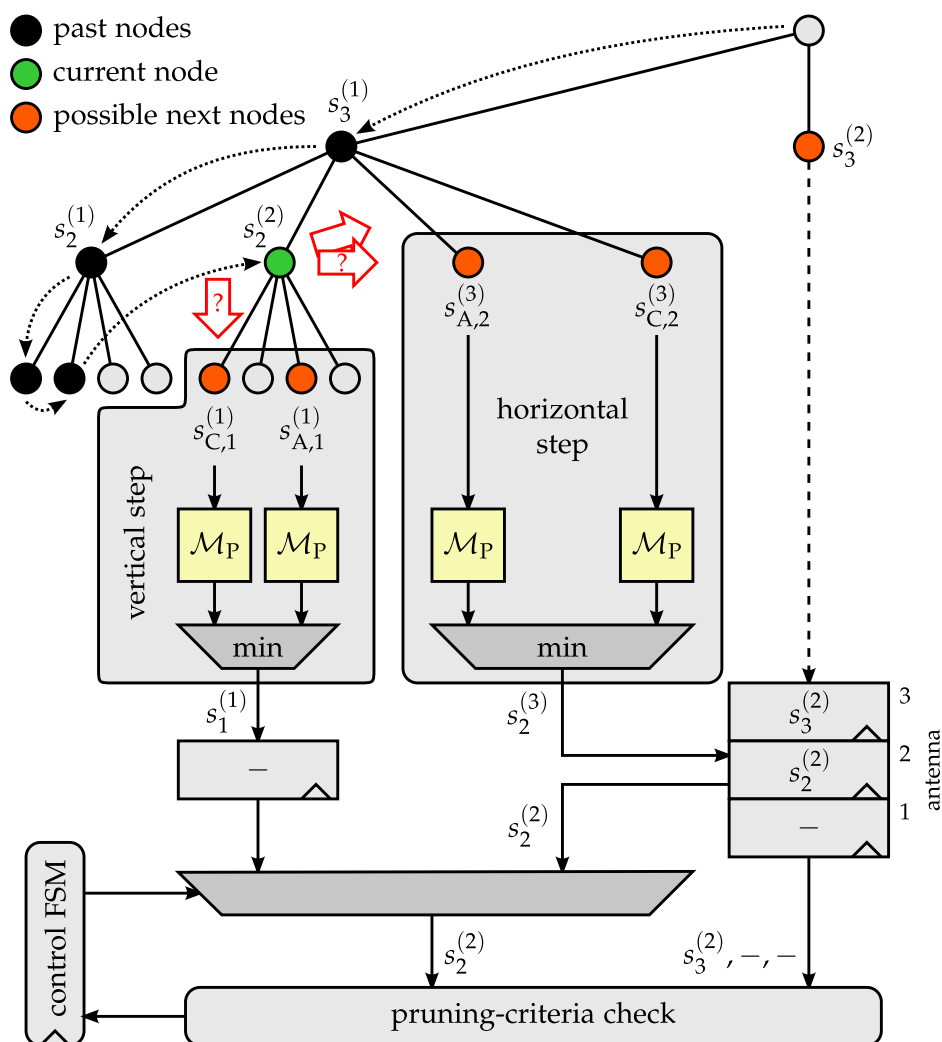 past nodes
current node
possible next nodes
s_3^(1)
s_3^(2)
s_2^(1)
s_2^(2)
?
?
s_A,2^(3)
s_C,2^(3)
s_C,1^(1)
s_A,1^(1)
horizontal
step
vertical step
ℳ_P
ℳ_P
ℳ_P
ℳ_P
min
min
s_1^(1)
s_2^(3)
s_3^(2)
3
s_2^(2)
2
–
1
antenna
–
s_2^(2)
control FSM
s_2^(2)
s_3^(2), –, –
pruning-criteria check